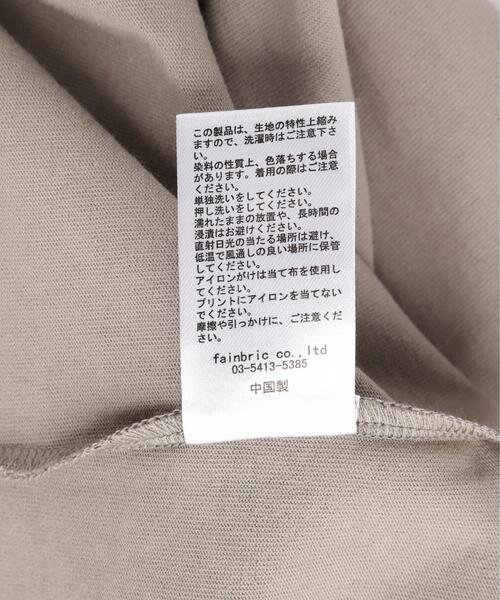 この製品は、生地の特性上縮み
ますので、洗濯時はご注意下さ
い。
染料の性質上、色落ちする場合
があります。着用の際はご注意
ください。
単独洗いをしてください。
押し洗いをしてください。
濡れたままの放置や、長時間の
浸漬はお避けください。
直射日光の当たる場所は避け、
低温で風通しの良い場所に保管
してください。
アイロンがけは当て布を使用し
てください。
プリントにアイロンを当てない
でください。
摩擦や引っかけに、ご注意くだ
さい。
fainbric co.,ltd
03-5413-5385
中国製